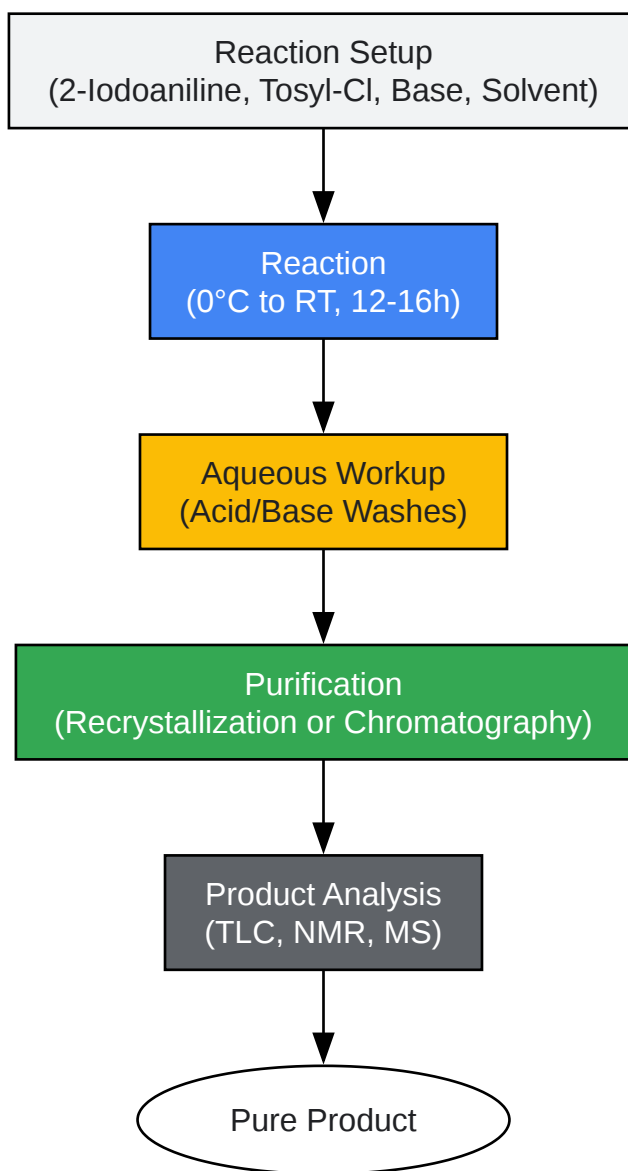 Reaction Setup
(2-Iodoaniline, Tosyl-Cl, Base, Solvent)
Reaction
(0°C to RT, 12-16h)
Aqueous Workup
(Acid/Base Washes)
Purification
(Recrystallization or Chromatography)
Product Analysis
(TLC, NMR, MS)
Pure Product